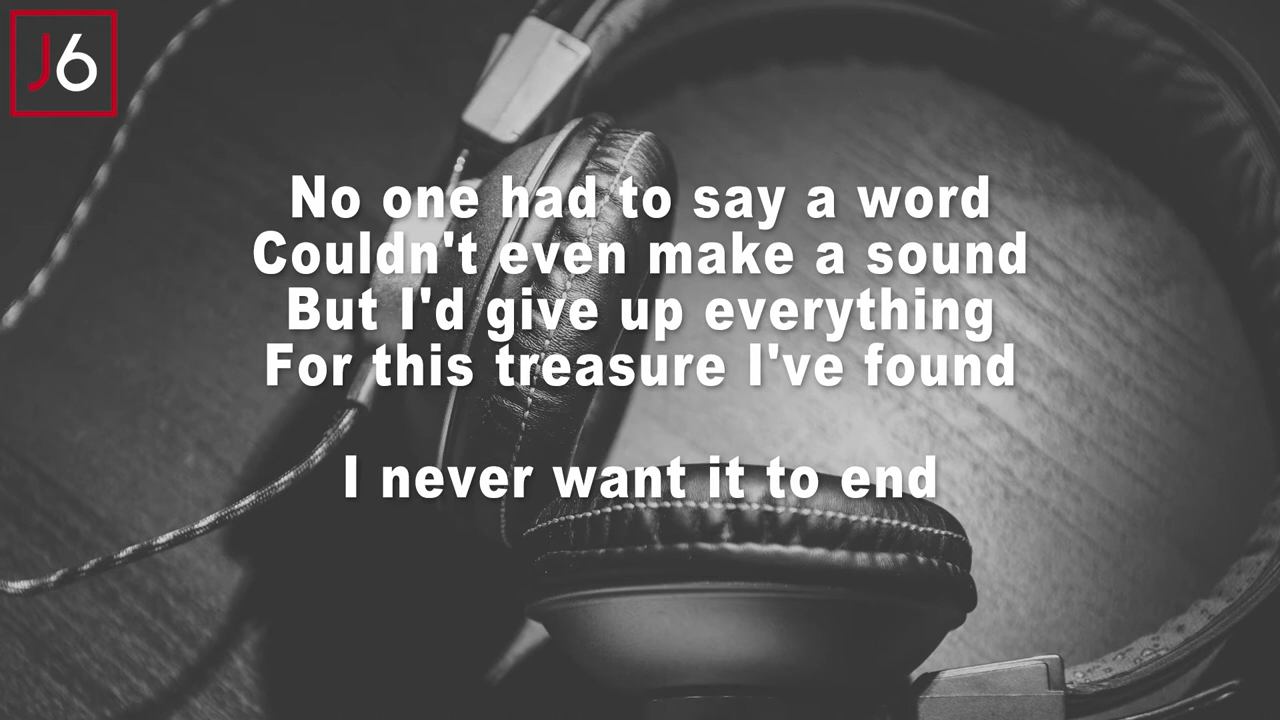 J6
No one had to say a word
Couldn't even make a sound
But I'd give up everything
For this treasure I've found
I never want it to end